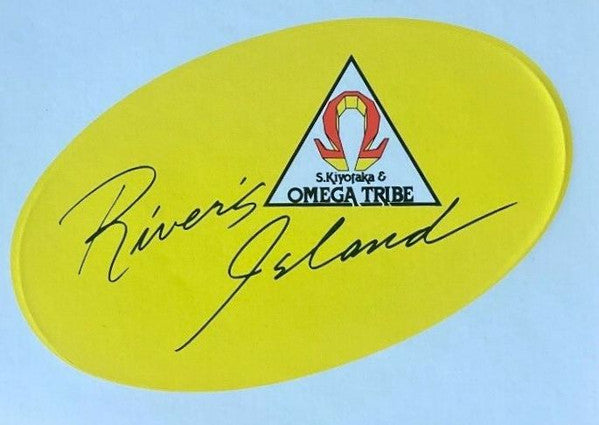 S.Kiyotaka &
OMEGA TRIBE
River's
Island